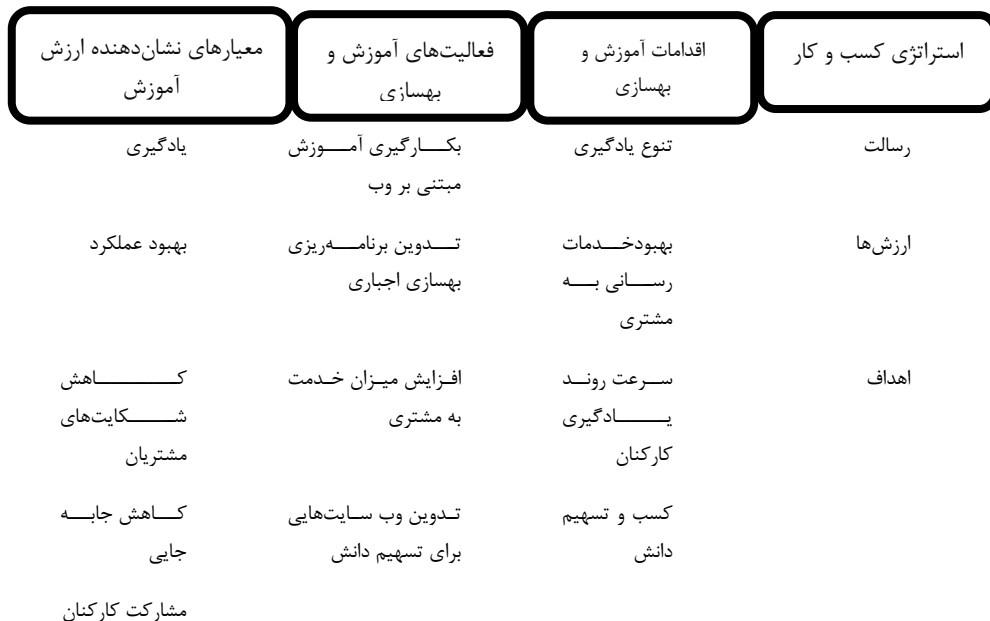 استراتژی کسب و کار
اقدامات آموزش و
بهسازی
فعالیت‌های آموزش و
بهسازی
معیارهای نشان‌دهنده ارزش
آموزش
رسالت
تنوع یادگیری
بکارگیری آموزش
مبتنی بر وب
یادگیری
ارزش‌ها
بهبودخدمات
رسانی به
مشتری
تدوین برنامه‌ریزی
بهسازی اجباری
بهبود عملکرد
اهداف
سرعت روند
یادگیری
کارکنان
افزایش میزان خدمت
به مشتری
کاهش
شکایت‌های
مشتریان
کسب و تسهیم
دانش
تدوین وب سایت‌هایی
برای تسهیم دانش
کاهش جابه
جایی
مشارکت کارکنان